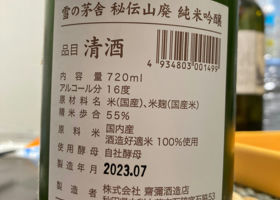 雪の茅舎 秘伝山廃 純米吟醸
品目 清酒
4 934803 001499
内容量 720ml
アルコール分 16度
原材料名 米(国産)、米麹(国産米)
精米歩合 55%
原料米 国内産
酒造好適米 100%使用
使用酵母 自社酵母
製造年月 2023.07
製造者 株式会社 齋彌酒造店